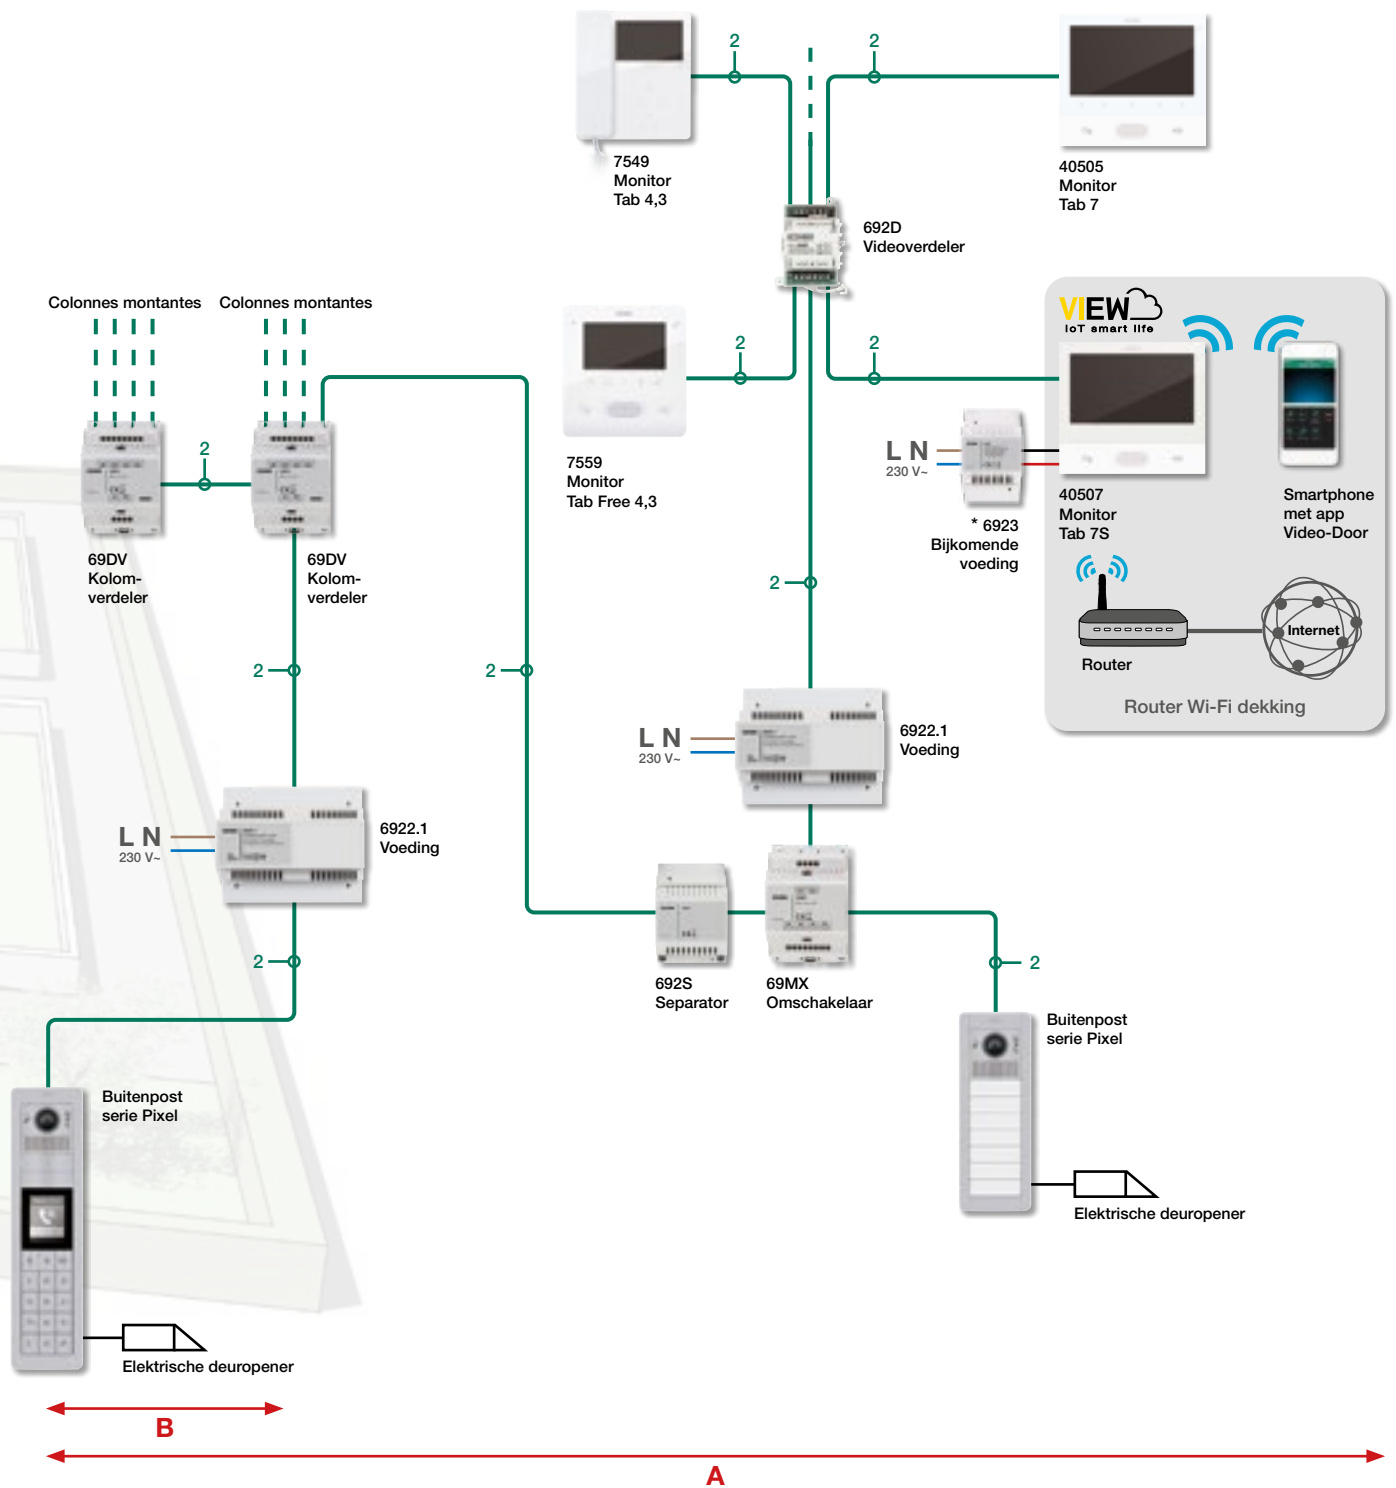 2
2
7549
Monitor
Tab 4,3
40505
Monitor
Tab 7
692D
Videoverdeler
Colonnes montantes
Colonnes montantes
VIEW
IoT smart life
2
2
2
L N
230 V~
7559
Monitor
Tab Free 4,3
* 6923
Bijkomende
voeding
40507
Monitor
Tab 7S
Smartphone
met app
Video-Door
69DV
Kolom-
verdeler
69DV
Kolom-
verdeler
2
Internet
Router
2
2
Router Wi-Fi dekking
L N
230 V~
6922.1
Voeding
L N
230 V~
6922.1
Voeding
2
2
692S
Separator
69MX
Omschakelaar
Buitenpost
serie Pixel
Buitenpost
serie Pixel
Elektrische deuropener
Elektrische deuropener
B
A